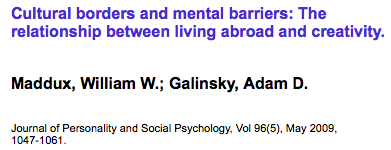 Cultural borders and mental barriers: The
relationship between living abroad and creativity.
Maddux, William W.; Galinsky, Adam D.
Journal of Personality and Social Psychology, Vol 96(5), May 2009,
1047-1061.